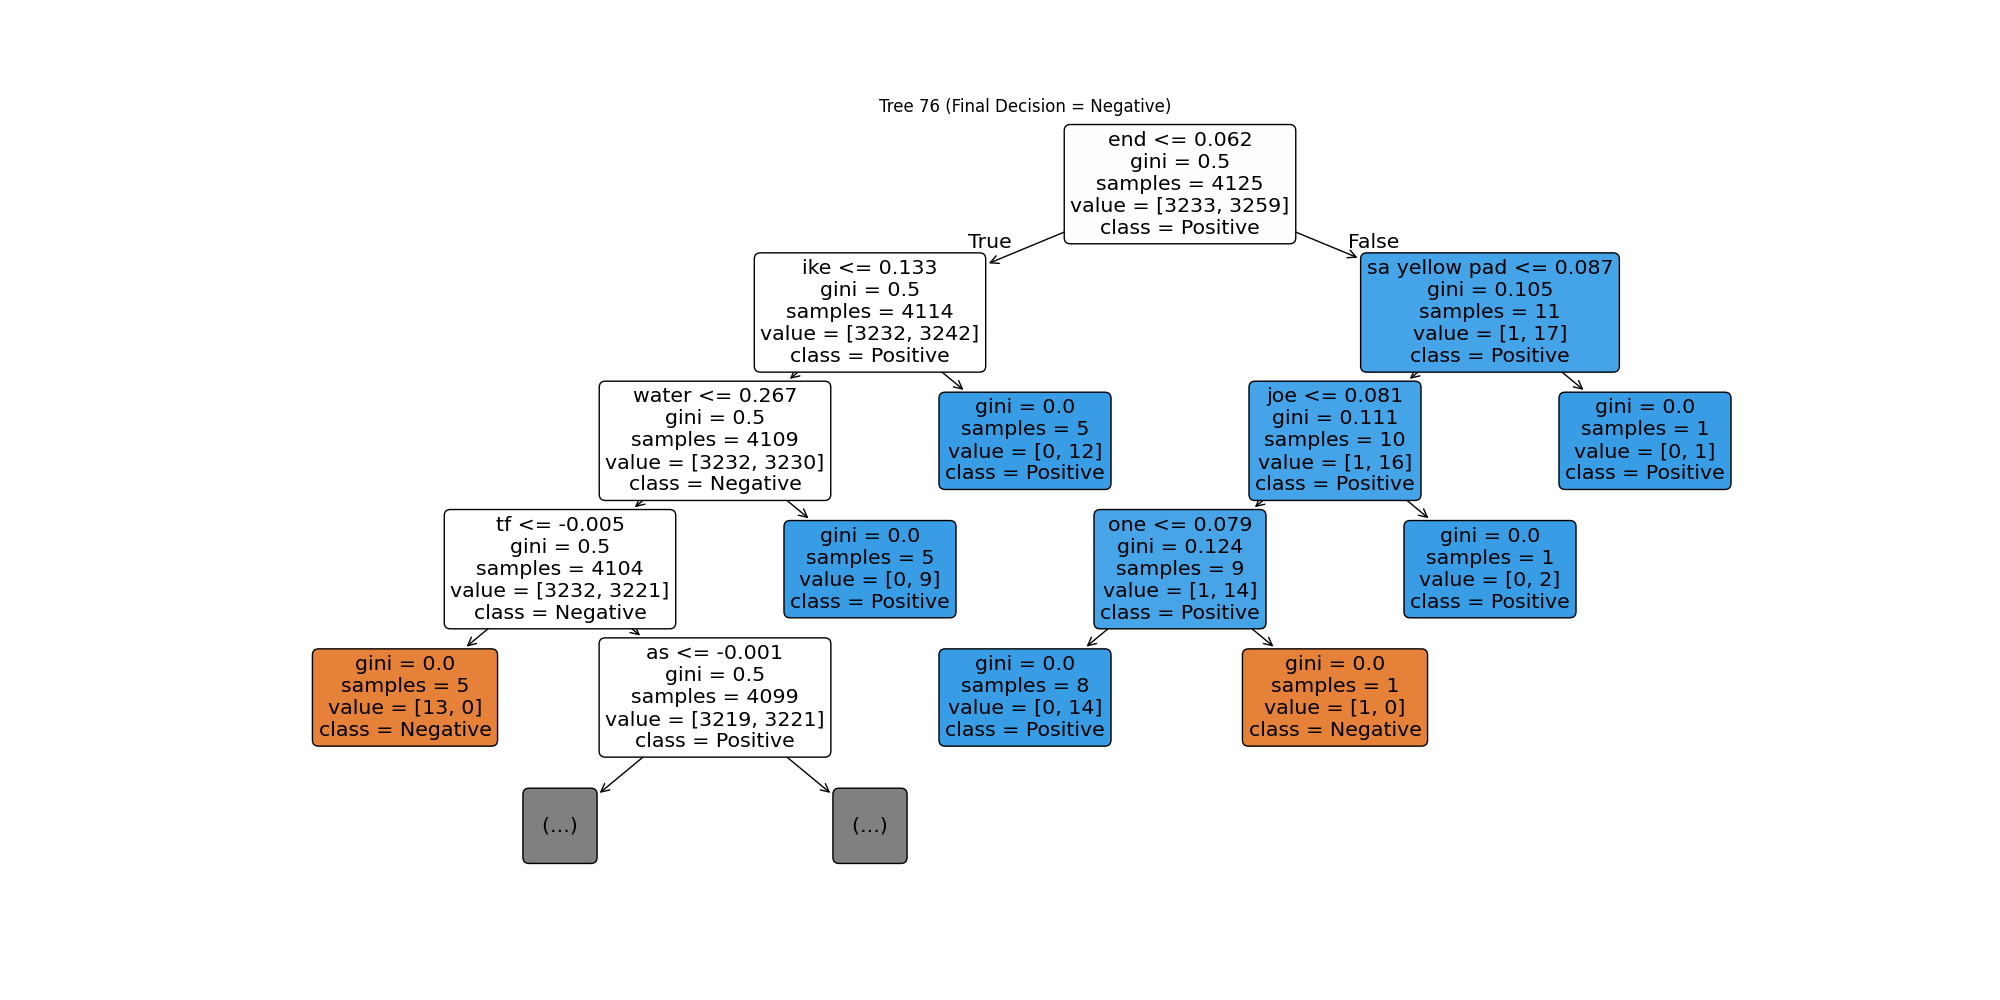 Tree 76 (Final Decision = Negative)
end <= 0.062
gini = 0.5
samples = 4125
value = [3233, 3259]
class = Positive
True
False
ike <= 0.133
gini = 0.5
samples = 4114
value = [3232, 3242]
class = Positive
sa yellow pad <= 0.087
gini = 0.105
samples = 11
value = [1, 17]
class = Positive
water <= 0.267
gini = 0.5
samples = 4109
value = [3232, 3230]
class = Negative
gini = 0.0
samples = 5
value = [0, 12]
class = Positive
joe <= 0.081
gini = 0.111
samples = 10
value = [1, 16]
class = Positive
gini = 0.0
samples = 1
value = [0, 1]
class = Positive
tf <= -0.005
gini = 0.5
samples = 4104
value = [3232, 3221]
class = Negative
gini = 0.0
samples = 5
value = [0, 9]
class = Positive
one <= 0.079
gini = 0.124
samples = 9
value = [1, 14]
class = Positive
gini = 0.0
samples = 1
value = [0, 2]
class = Positive
gini = 0.0
samples = 5
value = [13, 0]
class = Negative
as <= -0.001
gini = 0.5
samples = 4099
value = [3219, 3221]
class = Positive
gini = 0.0
samples = 8
value = [0, 14]
class = Positive
gini = 0.0
samples = 1
value = [1, 0]
class = Negative
(...)
(...)